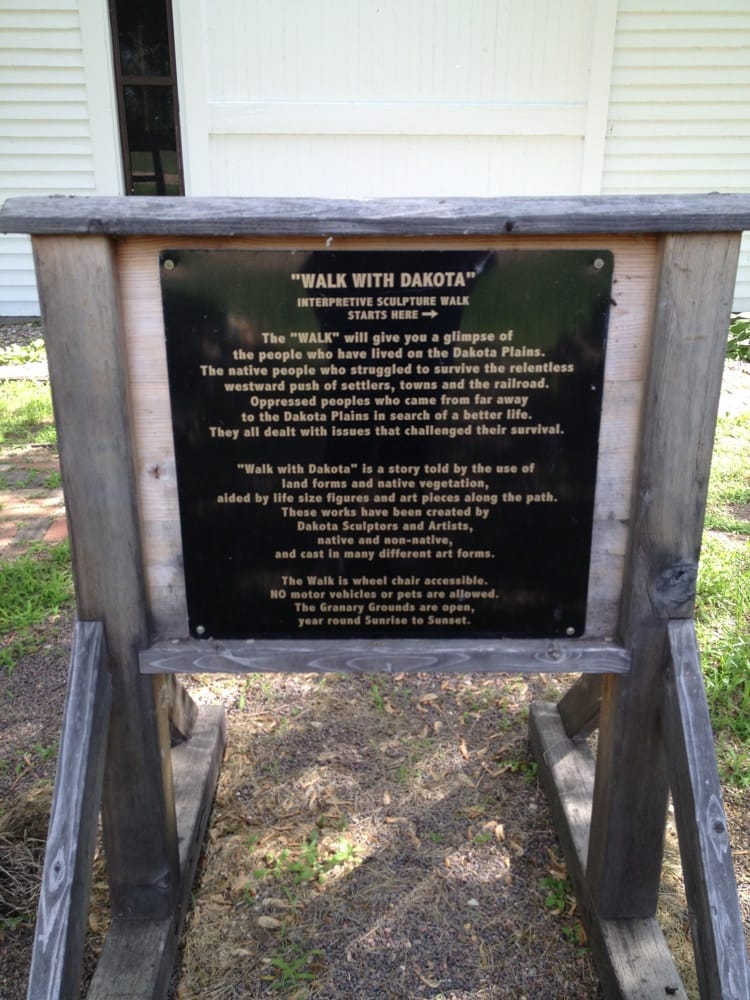 "WALK WITH DAKOTA"
INTERPRETIVE SCULPTURE WALK
STARTS HERE →
The "WALK" will give you a glimpse of
the people who have lived on the Dakota Plains.
The native people who struggled to survive the relentless
westward push of settlers, towns and the railroad.
Oppressed peoples who came from far away
to the Dakota Plains in search of a better life.
They all dealt with issues that challenged their survival.
"Walk with Dakota" is a story told by the use of
land forms and native vegetation,
aided by life size figures and art pieces along the path.
These works have been created by
Dakota Sculptors and Artists,
native and non-native,
and cast in many different art forms.
The Walk is wheel chair accessible.
NO motor vehicles or pets are allowed.
The Granary Grounds are open,
year round Sunrise to Sunset.